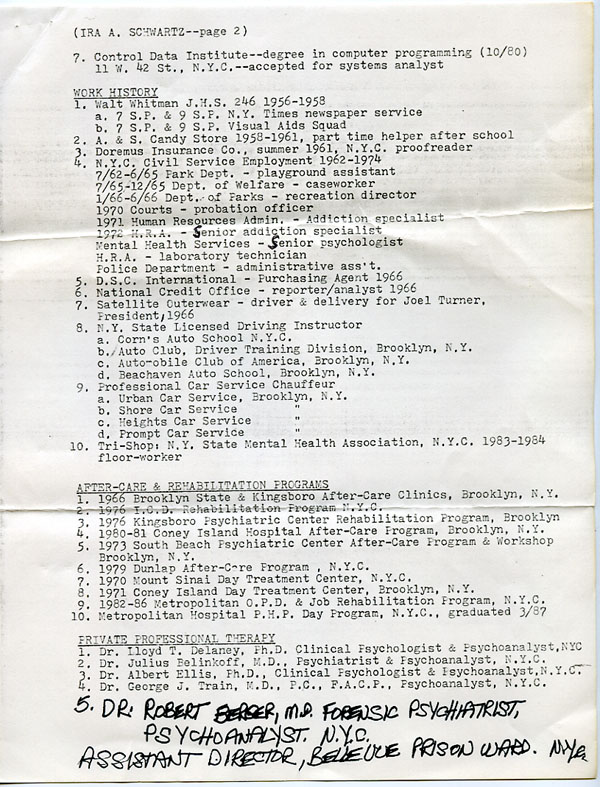 (IRA A. SCHWARTZ--page 2)
7. Control Data Institute--degree in computer programming (10/80)
11 W. 42 St., N.Y.C.--accepted for systems analyst
WORK HISTORY
1. Walt Whitman J.H.S. 246 1956-1958
a. 7 S.P. & 9 S.P. N.Y. Times newspaper service
b. 7 S.P. & 9 S.P. Visual Aids Squad
2. A. & S. Candy Store 1958-1961, part time helper after school
3. Doremus Insurance Co., summer 1961, N.Y.C. proofreader
4. N.Y.C. Civil Service Employment 1962-1974
7/62-6/65 Park Dept. - playground assistant
7/65-12/65 Dept. of Welfare - caseworker
1/66-6/66 Dept. of Parks - recreation director
1970 Courts - probation officer
1971 Human Resources Admin. - Addiction specialist
1972 H.R.A. - Senior addiction specialist
Mental Health Services - Senior psychologist
H.R.A. - laboratory technician
Police Department - administrative ass't.
5. D.S.C. International - Purchasing Agent 1966
6. National Credit Office - reporter/analyst 1966
7. Satellite Outerwear - driver & delivery for Joel Turner,
President, 1966
8. N.Y. State Licensed Driving Instructor
a. Corn's Auto School N.Y.C.
b. Auto Club, Driver Training Division, Brooklyn, N.Y.
c. Auto-obile Club of America, Brooklyn, N.Y.
d. Beachaven Auto School, Brooklyn, N.Y.
9. Professional Car Service Chauffeur
a. Urban Car Service, Brooklyn, N.Y.
b. Shore Car Service "
c. Heights Car Service "
d. Prompt Car Service "
10. Tri-Shop: N.Y. State Mental Health Association, N.Y.C. 1983-1984
floor-worker
AFTER-CARE & REHABILITATION PROGRAMS
1. 1966 Brooklyn State & Kingsboro After-Care Clinics, Brooklyn, N.Y.
2. 1976 I.C.D. Rehabilitation Program N.Y.C.
3. 1976 Kingsboro Psychiatric Center Rehabilitation Program, Brooklyn
4. 1980-81 Coney Island Hospital After-Care Program, Brooklyn, N.Y.
5. 1973 South Beach Psychiatric Center After-Care Program & Workshop
Brooklyn, N.Y.
6. 1979 Dunlap After-Care Program , N.Y.C.
7. 1970 Mount Sinai Day Treatment Center, N.Y.C.
8. 1971 Coney Island Day Treatment Center, Brooklyn, N.Y.
9. 1982-86 Metropolitan O.P.D. & Job Rehabilitation Program, N.Y.C.
10. Metropolitan Hospital P.H.P. Day Program, N.Y.C., graduated 3/87
PRIVATE PROFESSIONAL THERAPY
1. Dr. Lloyd T. Delaney, Ph.D. Clinical Psychologist & Psychoanalyst,NYC
2. Dr. Julius Belinkoff, M.D., Psychiatrist & Psychoanalyst, N.Y.C.
3. Dr. Albert Ellis, Ph.D., Clinical Psychologist & Psychoanalyst,N.Y.C.
4. Dr. George J. Train, M.D., P.C., F.A.C.P., Psychoanalyst, N.Y.C.
5. DR. ROBERT BERGER, M.D. FORENSIC PSYCHIATRIST,
PSYCHOANALYST. N.Y.C.
ASSISTANT DIRECTOR, BELLEVUE PRISON WARD. N.Y.C.